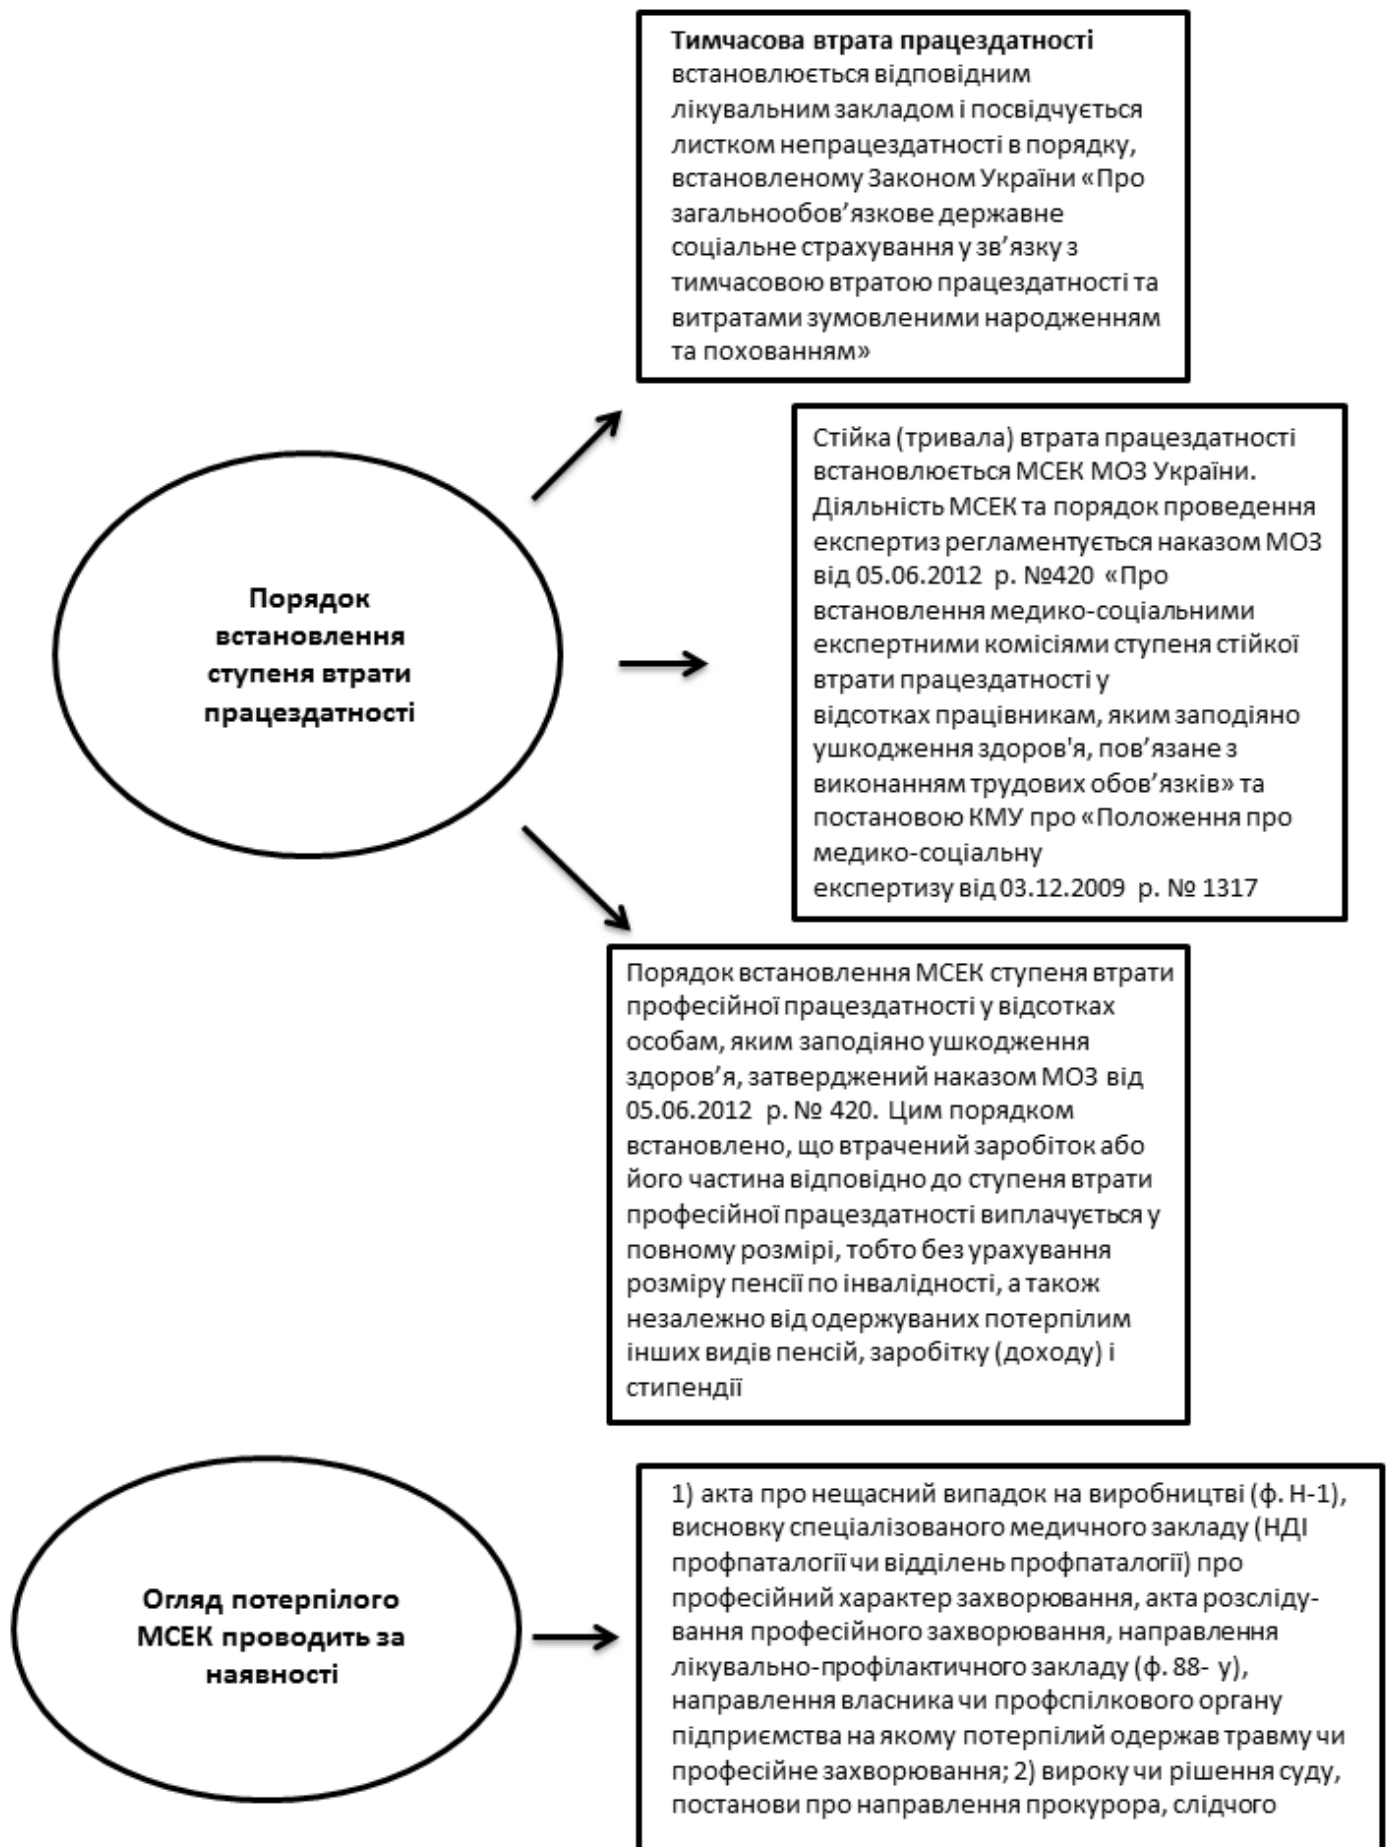 Тимчасова втрата працездатності
встановлюється відповідним
лікувальним закладом і посвідчується
листком непрацездатності в порядку,
встановленому Законом України «Про
загальнообов’язкове державне
соціальне страхування у зв’язку з
тимчасовою втратою працездатності та
витратами зумовленими народженням
та похованням»
Порядок
встановлення
ступеня втрати
працездатності
Стійка (тривала) втрата працездатності
встановлюється МСЕК МОЗ України.
Діяльність МСЕК та порядок проведення
експертиз регламентується наказом МОЗ
від 05.06.2012 р. №420 «Про
встановлення медико-соціальними
експертними комісіями ступеня стійкої
втрати працездатності у
відсотках працівникам, яким заподіяно
ушкодження здоров'я, пов’язане з
виконанням трудових обов’язків» та
постановою КМУ про «Положення про
медико-соціальну
експертизу від 03.12.2009 р. № 1317
Порядок встановлення МСЕК ступеня втрати
професійної працездатності у відсотках
особам, яким заподіяно ушкодження
здоров’я, затверджений наказом МОЗ від
05.06.2012 р. № 420. Цим порядком
встановлено, що втрачений заробіток або
його частина відповідно до ступеня втрати
професійної працездатності виплачується у
повному розмірі, тобто без урахування
розміру пенсії по інвалідності, а також
незалежно від одержуваних потерпілим
інших видів пенсій, заробітку (доходу) і
стипендії
Огляд потерпілого
МСЕК проводить за
наявності
1) акта про нещасний випадок на виробництві (ф. Н-1),
висновку спеціалізованого медичного закладу (НДІ
профпаталогії чи відділень профпаталогії) про
професійний характер захворювання, акта розсліду-
вання професійного захворювання, направлення
лікувально-профілактичного закладу (ф. 88- у),
направлення власника чи профспілкового органу
підприємства на якому потерпілий одержав травму чи
професійне захворювання; 2) вироку чи рішення суду,
постанови про направлення прокурора, слідчого